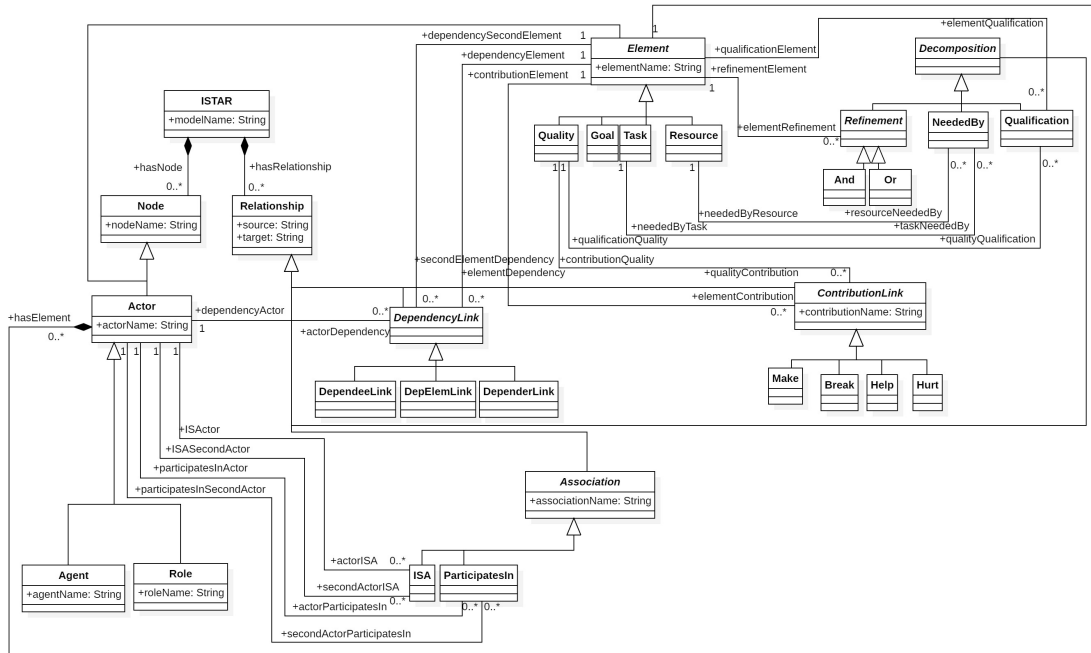 +elementQualification
+dependencySecondElement
1
1
Element
+elementName: String
Decomposition
+dependencyElement
1
+qualificationElement
+contributionElement
1
+refinementElement
1
ISTAR
+modelName: String
0..*
Quality
Goal
Task
Resource
+elementRefinement
0..*
Refinement
NeededBy
Qualification
+hasNode
+hasRelationship
1
1
1
1
0..*
0..*
0..*
And
Or
0..*
0..*
Node
+nodeName: String
Relationship
+source: String
+target: String
+neededByResource
+resourceNeededBy
+neededByTask
+taskNeededBy
+qualificationQuality
+qualityQualification
+secondElementDependency
+contributionQuality
+elementDependency
+qualityContribution
0..*
Actor
+actorName: String
0..*
0..*
ContributionLink
+contributionName: String
+elementContribution
0..*
+hasElement
0..*
+dependencyActor
1
0..*
+actorDependency
DependencyLink
1
1
1
1
Make
Break
Help
Hurt
DependeeLink
DepElemLink
DependerLink
+ISActor
+ISASecondActor
+participatesInActor
+participatesInSecondActor
Association
+associationName: String
+actorISA
0..*
Agent
+agentName: String
Role
+roleName: String
ISA
ParticipatesIn
+secondActorISA
0..*
+actorParticipatesIn
0..*
0..*
+secondActorParticipatesIn